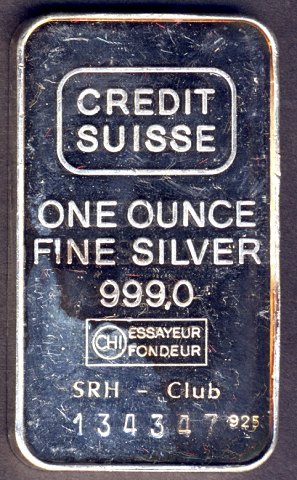 CREDIT
SUISSE
ONE OUNCE
FINE SILVER
999,0
CHI ESSAYEUR
FONDEUR
SRH - Club
134347 925